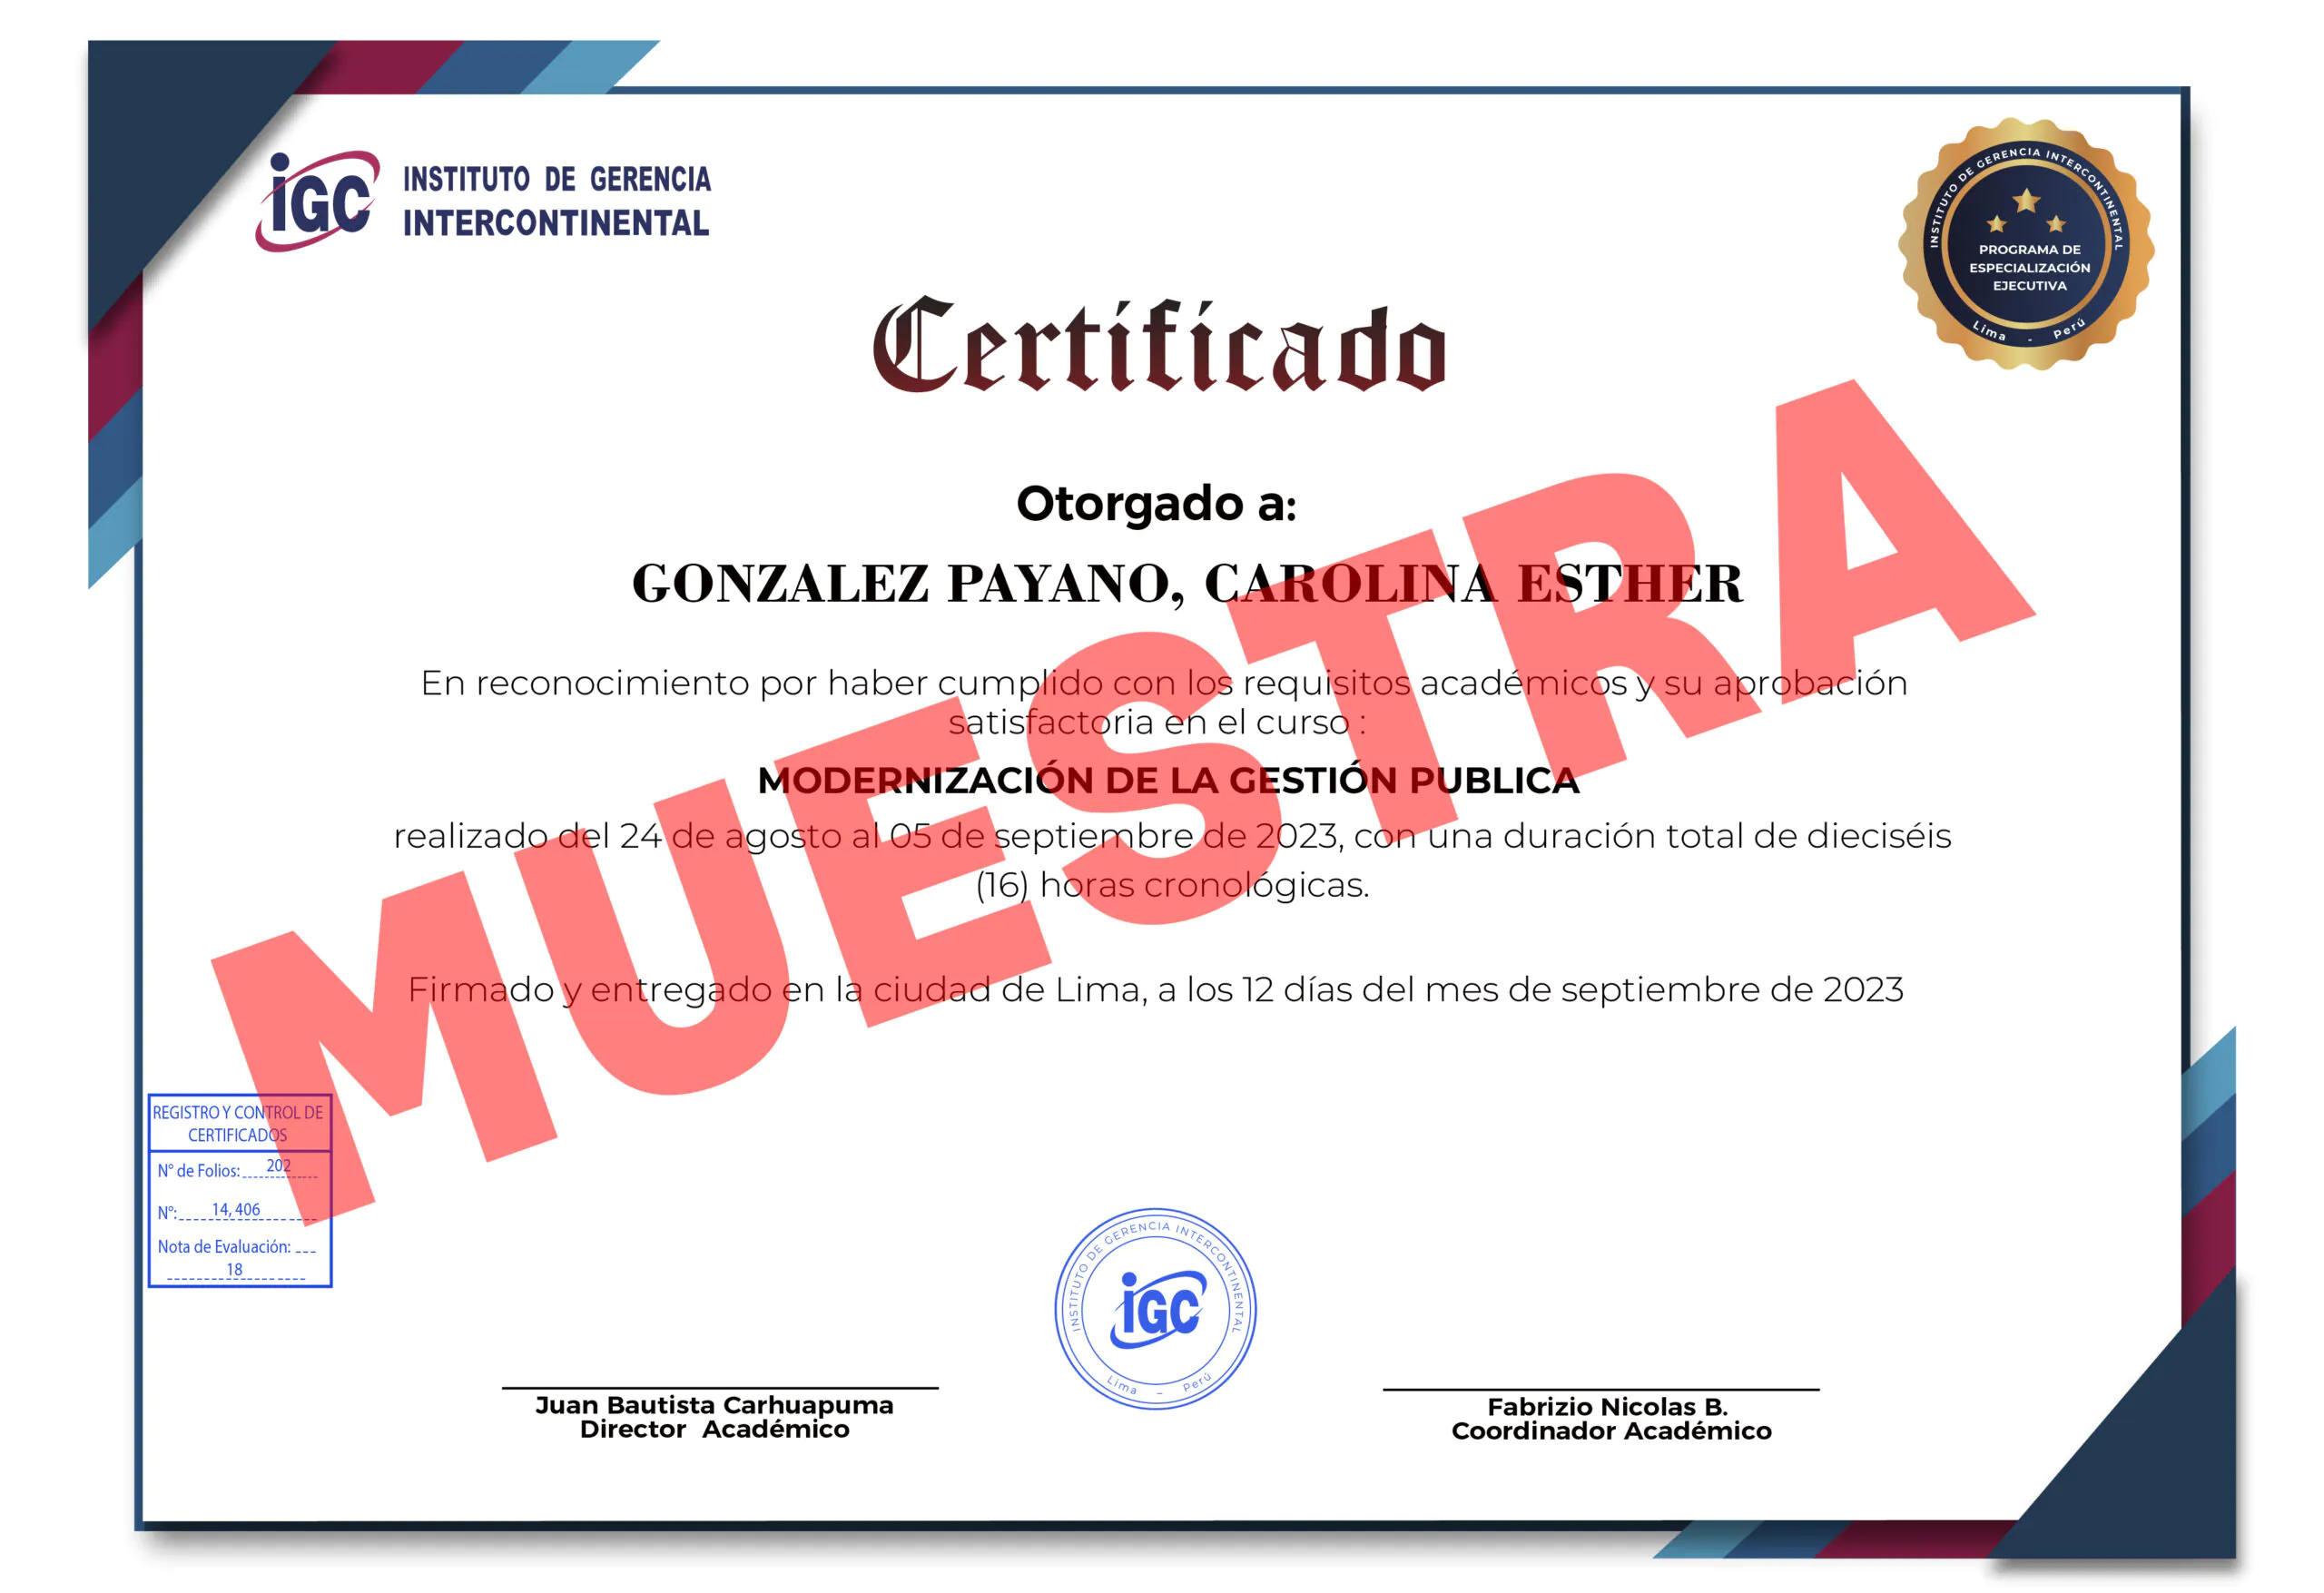 iGC
INSTITUTO DE GERENCIA
INTERCONTINENTAL
INSTITUTO DE GERENCIA INTERCONTINENTAL
PROGRAMA DE
ESPECIALIZACIÓN
EJECUTIVA
Lima - Perú
Certificado
Otorgado a:
GONZALEZ PAYANO, CAROLINA ESTHER
En reconocimiento por haber cumplido con los requisitos académicos y su aprobación
satisfactoria en el curso :
MODERNIZACIÓN DE LA GESTIÓN PUBLICA
realizado del 24 de agosto al 05 de septiembre de 2023, con una duración total de dieciséis
(16) horas cronológicas.
Firmado y entregado en la ciudad de Lima, a los 12 días del mes de septiembre de 2023
MUESTRA
REGISTRO Y CONTROL DE
CERTIFICADOS
N° de Folios: 202
N°: 14,406
Nota de Evaluación:
18
INSTITUTO DE GERENCIA INTERCONTINENTAL
iGC
Lima - Perú
Juan Bautista Carhuapuma
Director Académico
Fabrizio Nicolas B.
Coordinador Académico